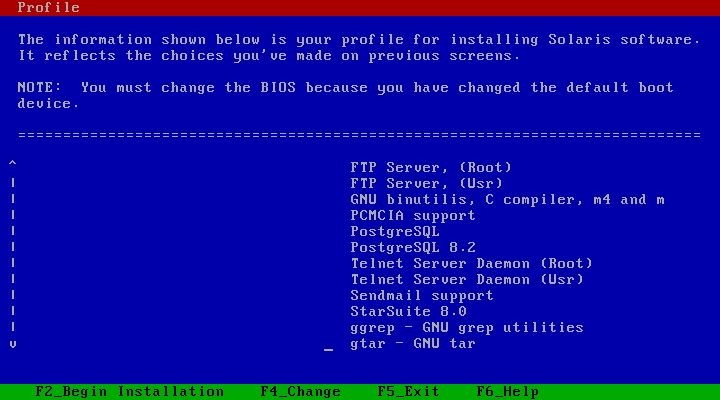 Profile
The information shown below is your profile for installing Solaris software.
It reflects the choices you've made on previous screens.
NOTE:  You must change the BIOS because you have changed the default boot
device.
============================================================================
^ FTP Server, (Root)
| FTP Server, (Usr)
| GNU binutilis, C compiler, m4 and m
| PCMCIA support
| PostgreSQL
| PostgreSQL 8.2
| Telnet Server Daemon (Root)
| Telnet Server Daemon (Usr)
| Sendmail support
| StarSuite 8.0
| ggrep - GNU grep utilities
v _ gtar - GNU tar
F2_Begin Installation    F4_Change    F5_Exit    F6_Help